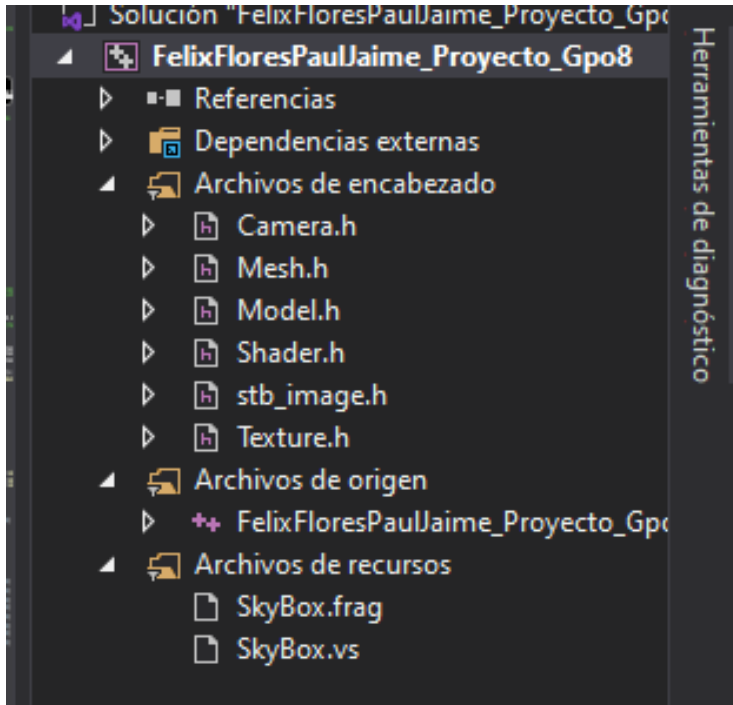 Solución "FelixFloresPaulJaime_Proyecto_Gpo
FelixFloresPaulJaime_Proyecto_Gpo8
Referencias
Dependencias externas
Archivos de encabezado
Camera.h
Mesh.h
Model.h
Shader.h
stb_image.h
Texture.h
Archivos de origen
FelixFloresPaulJaime_Proyecto_Gpo
Archivos de recursos
SkyBox.frag
SkyBox.vs
Herramientas de diagnóstico